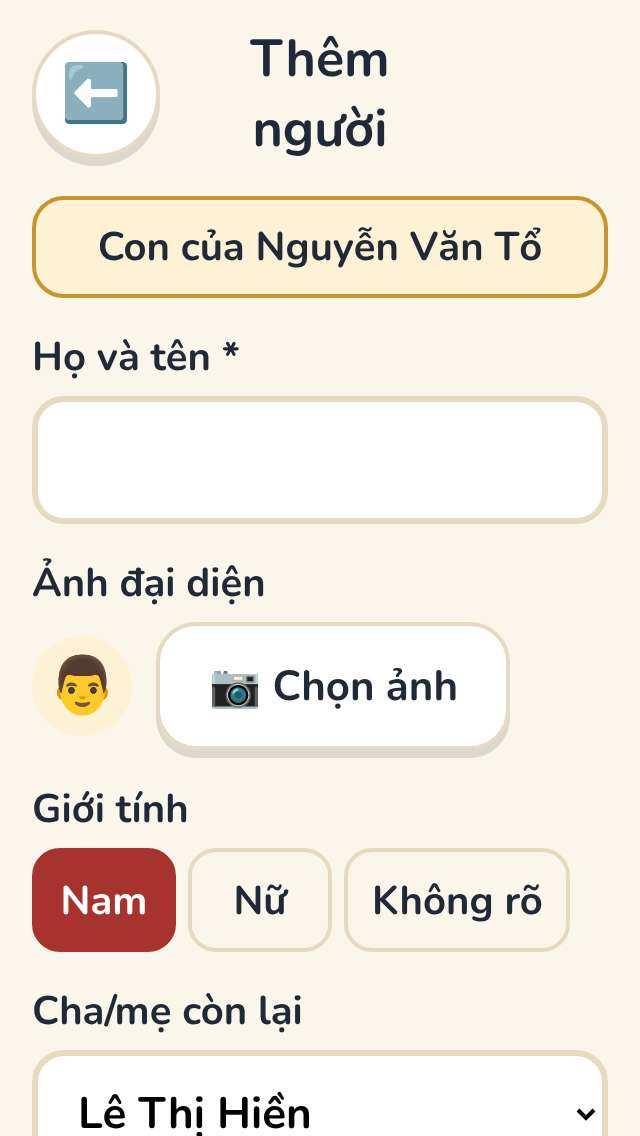 Thêm
người
Con của Nguyễn Văn Tổ
Họ và tên *
Ảnh đại diện
Chọn ảnh
Giới tính
Nam
Nữ
Không rõ
Cha/mẹ còn lại
Lê Thị Hiền